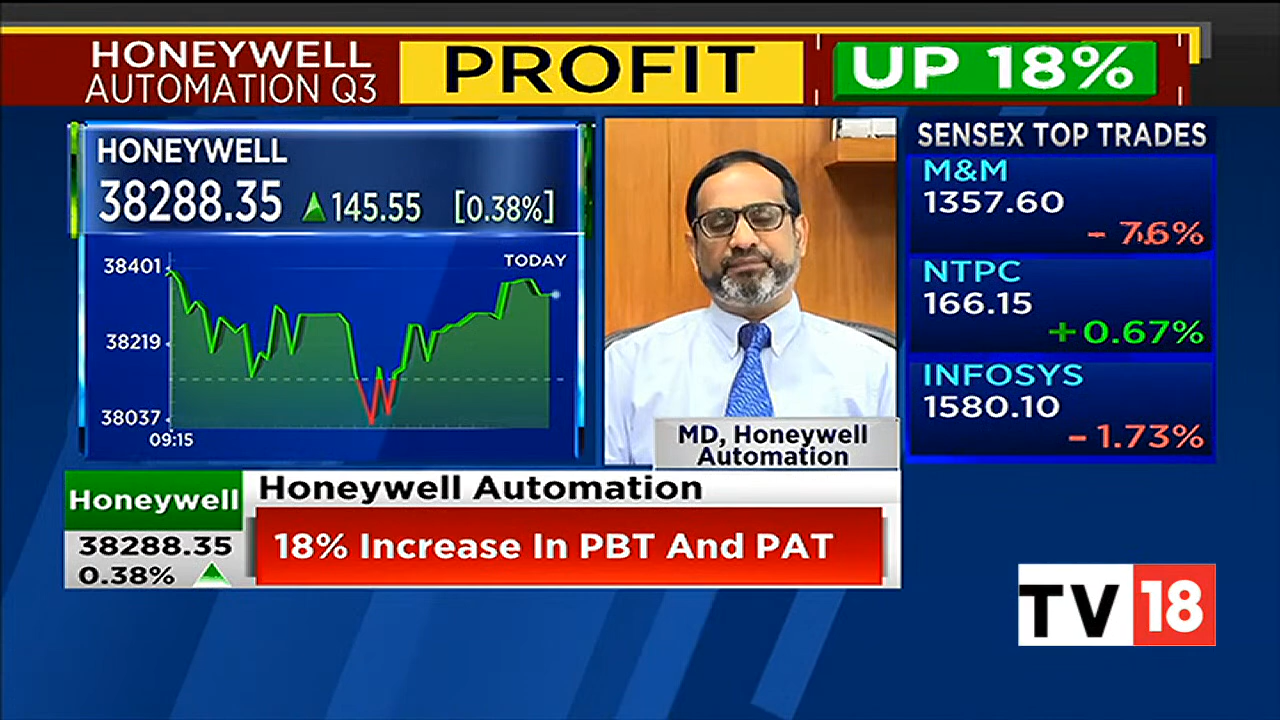 HONEYWELL
AUTOMATION Q3
PROFIT
UP 18%
HONEYWELL
38288.35 ▲ 145.55 [0.38%]
TODAY
38401
38219
38037
09:15
MD, Honeywell
Automation
SENSEX TOP TRADES
M&M
1357.60
NTPC
166.15
+0.67%
INFOSYS
1580.10
-1.73%
Honeywell
38288.35
0.38% ▲
Honeywell Automation
18% Increase In PBT And PAT
TV18